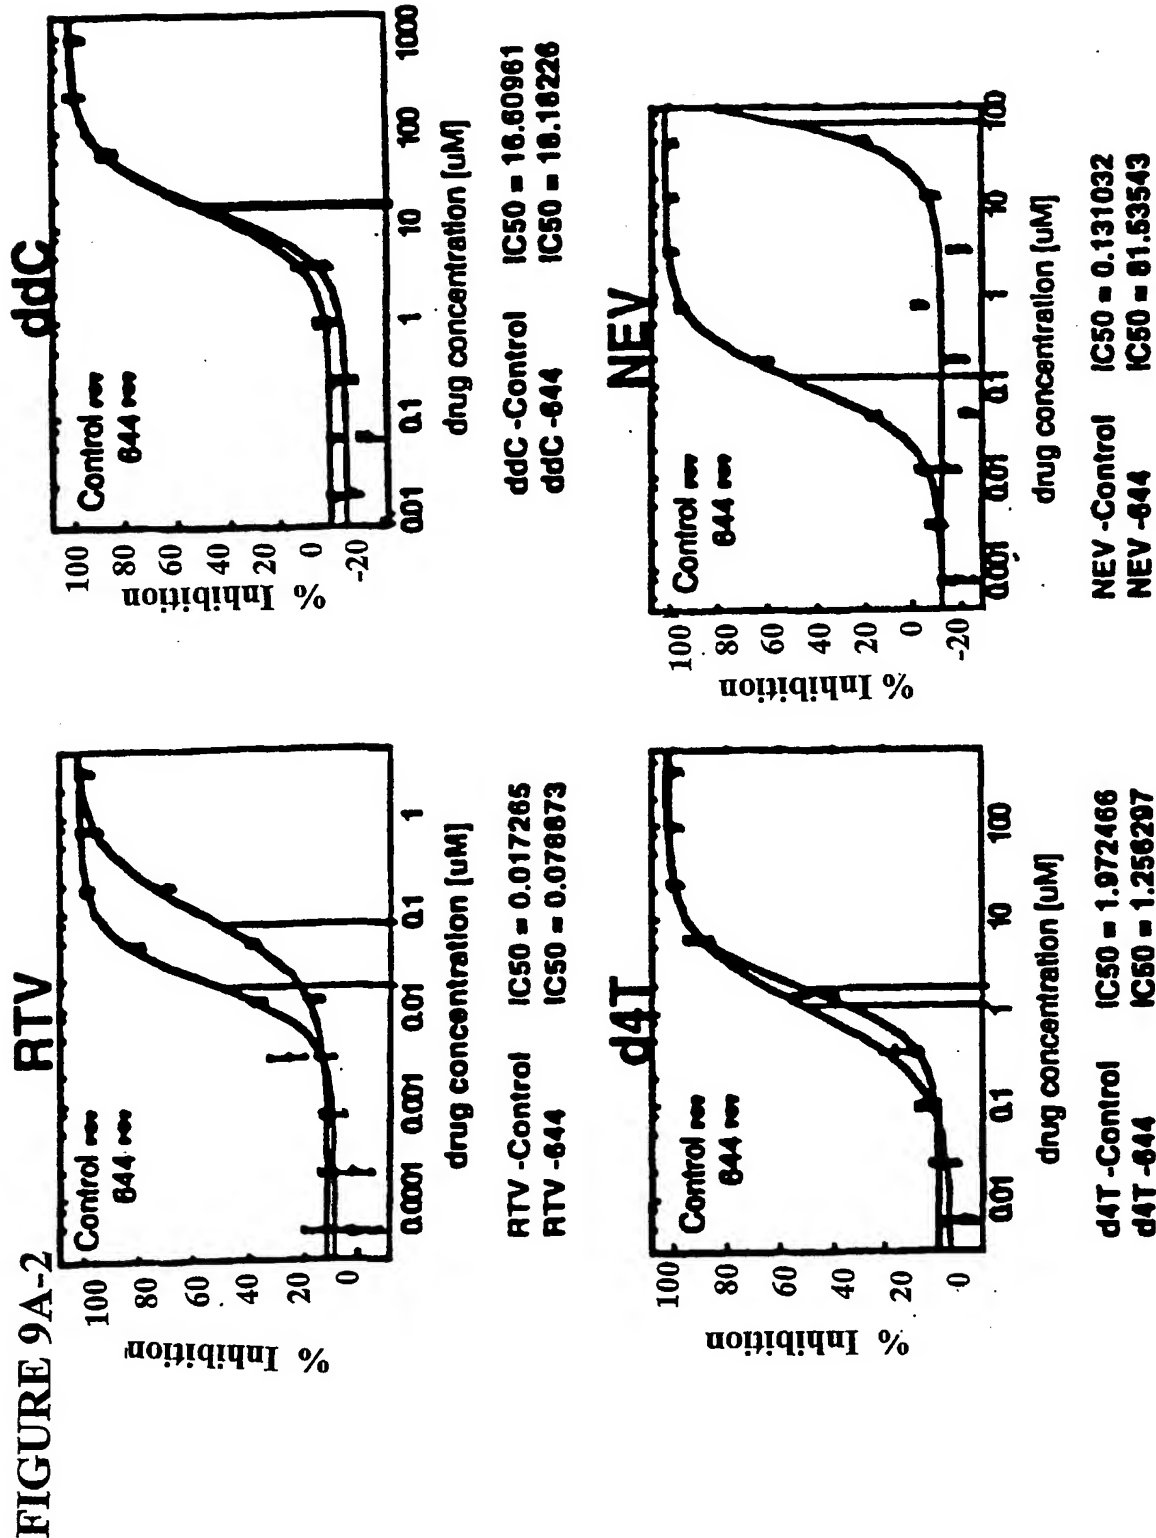 FIGURE 9A-2
RTV
Control
644
% Inhibition
100
80
60
40
20
0
0.0001 0.001 0.01 0.1 1
drug concentration [uM]
RTV -Control IC50 = 0.017265
RTV -644 IC50 = 0.078673
ddC
Control
644
% Inhibition
100
80
60
40
20
0
-20
0.01 0.1 1 10 100 1000
drug concentration [uM]
ddC -Control IC50 = 16.60961
ddC -644 IC50 = 16.16226
d4T
Control
644
% Inhibition
100
80
60
40
20
0
0.01 0.1 1 10 100
drug concentration [uM]
d4T -Control IC50 = 1.972466
d4T -644 IC50 = 1.256297
NEV
Control
644
% Inhibition
100
80
60
40
20
0
-20
0.001 0.01 0.1 1 10 100
drug concentration [uM]
NEV -Control IC50 = 0.131032
NEV -644 IC50 = 61.53543